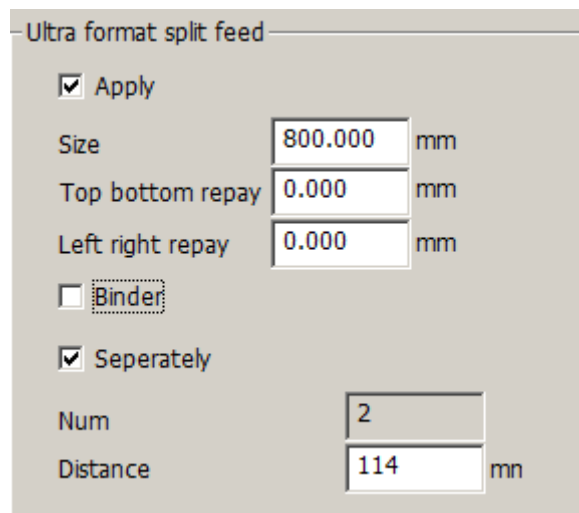 Ultra format split feed
Apply
Size 800.000 mm
Top bottom repay 0.000 mm
Left right repay 0.000 mm
Binder
Seperately
Num 2
Distance 114 mn